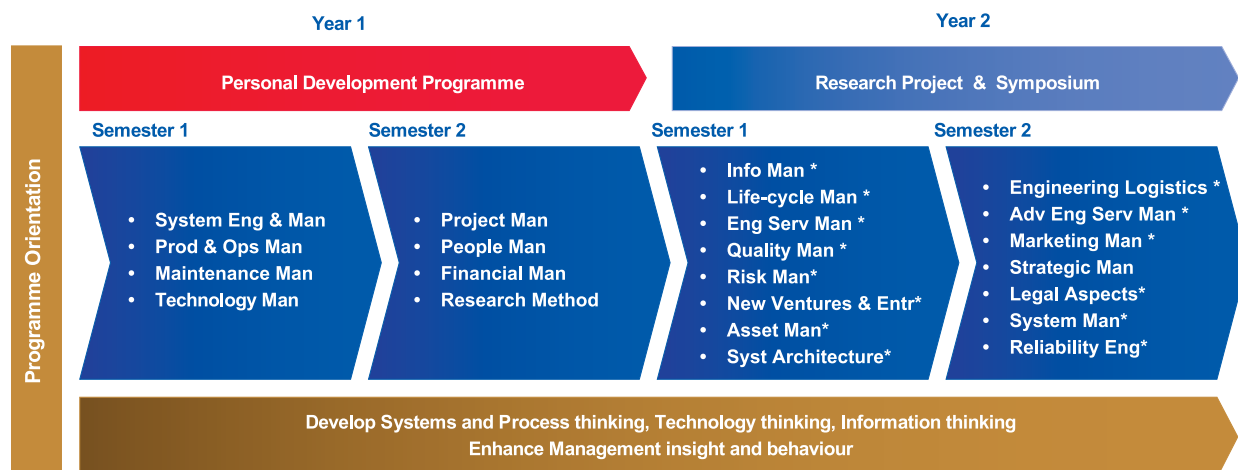 Year 1
Year 2
Programme Orientation
Personal Development Programme
Research Project & Symposium
Semester 1
Semester 2
Semester 1
Semester 2
• System Eng & Man
• Prod & Ops Man
• Maintenance Man
• Technology Man
• Project Man
• People Man
• Financial Man
• Research Method
• Info Man *
• Life-cycle Man *
• Eng Serv Man *
• Quality Man *
• Risk Man*
• New Ventures & Entr*
• Asset Man*
• Syst Architecture*
• Engineering Logistics *
• Adv Eng Serv Man *
• Marketing Man *
• Strategic Man
• Legal Aspects*
• System Man*
• Reliability Eng*
Develop Systems and Process thinking, Technology thinking, Information thinking
Enhance Management insight and behaviour